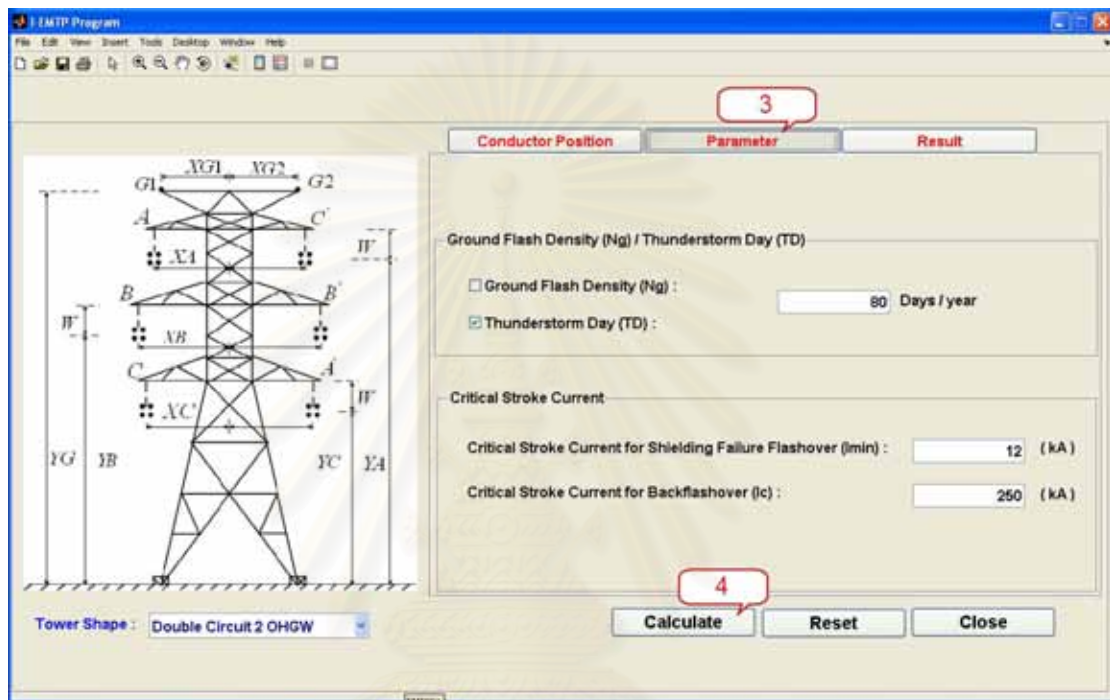 I-EMTP Program
File Edit View Insert Tools Desktop Window Help
3
Conductor Position Parameter Result
XG1 XG2
G1 G2
A C'
W
XA
B B'
W
XB
C A'
W
XC
YG YB YC YA
Ground Flash Density (Ng) / Thunderstorm Day (TD)
Ground Flash Density (Ng) :
80 Days / year
Thunderstorm Day (TD) :
Critical Stroke Current
Critical Stroke Current for Shielding Failure Flashover (Imin) : 12 (kA)
Critical Stroke Current for Backflashover (Ic) : 250 (kA)
4
Tower Shape : Double Circuit 2 OHGW
Calculate Reset Close